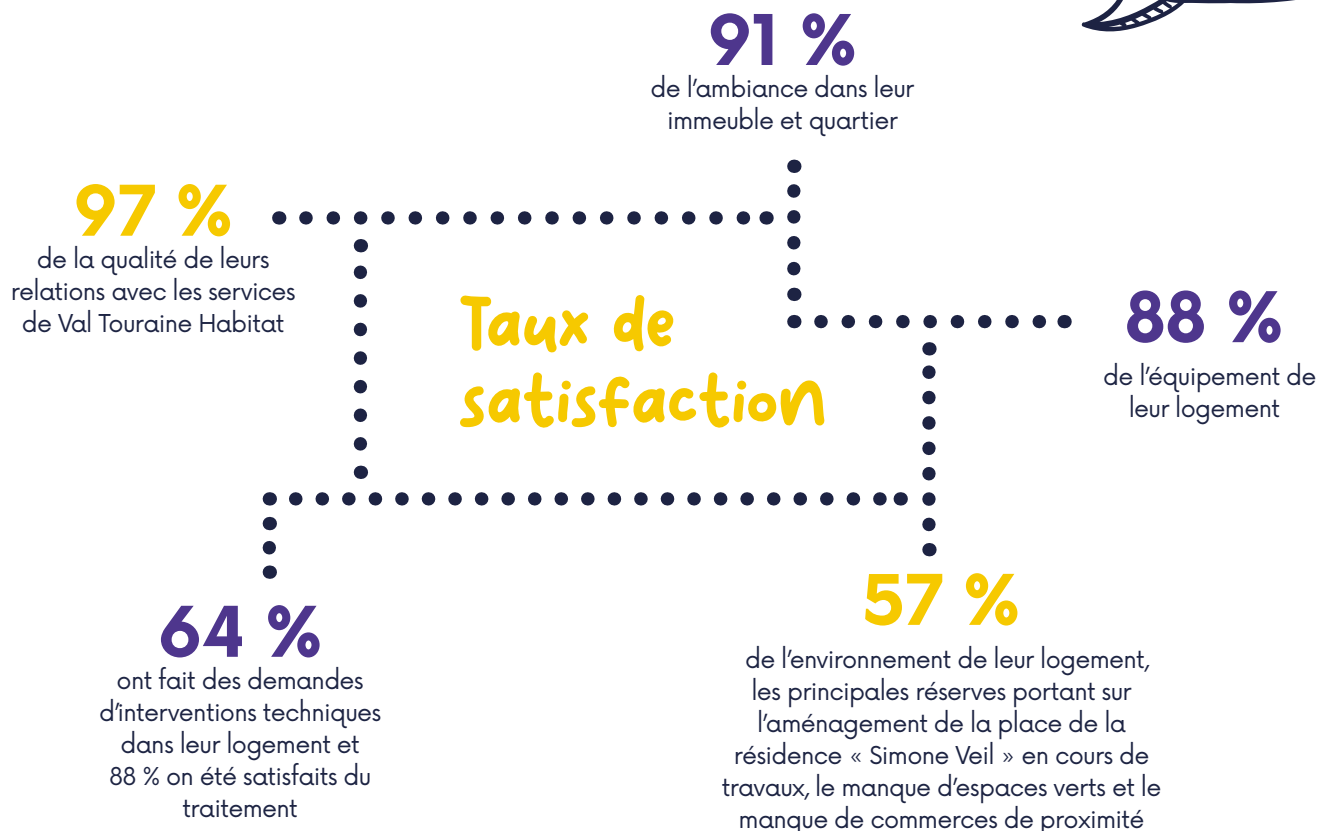 91 %
de l'ambiance dans leur
immeuble et quartier
97 %
de la qualité de leurs
relations avec les services
de Val Touraine Habitat
Taux de
satisfaction
88 %
de l'équipement de
leur logement
64 %
ont fait des demandes
d'interventions techniques
dans leur logement et
88 % on été satisfaits du
traitement
57 %
de l'environnement de leur logement,
les principales réserves portant sur
l'aménagement de la place de la
résidence « Simone Veil » en cours de
travaux, le manque d'espaces verts et le
manque de commerces de proximité